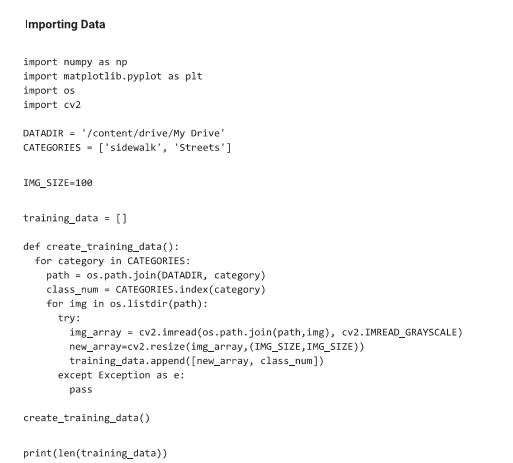 Importing Data
import numpy as np
import matplotlib.pyplot as plt
import os
import cv2
DATADIR = '/content/drive/My Drive'
CATEGORIES = ['sidewalk', 'Streets']
IMG_SIZE=100
training_data = []
def create_training_data():
  for category in CATEGORIES:
    path = os.path.join(DATADIR, category)
    class_num = CATEGORIES.index(category)
    for img in os.listdir(path):
      try:
        img_array = cv2.imread(os.path.join(path,img), cv2.IMREAD_GRAYSCALE)
        new_array=cv2.resize(img_array,(IMG_SIZE,IMG_SIZE))
        training_data.append([new_array, class_num])
      except Exception as e:
        pass
create_training_data()
print(len(training_data))